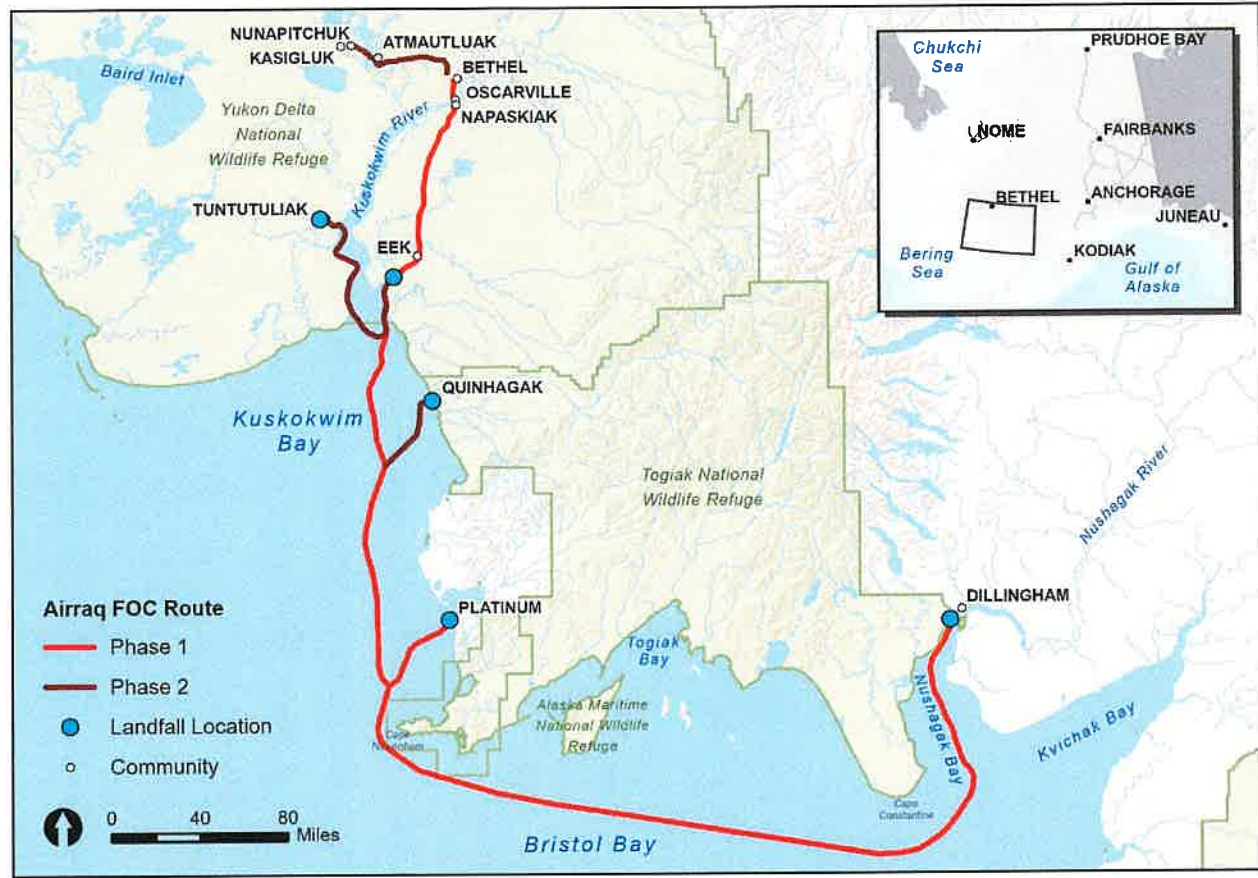 NUNAPITCHUK
KASIGLUK
ATMAUTLUAK
BETHEL
OSCARVILLE
NAPASKIAK
Baird Inlet
Yukon Delta
National
Wildlife Refuge
Kuskokwim River
TUNTUTULIAK
EEK
QUINHAGAK
Kuskokwim
Bay
Togiak National
Wildlife Refuge
Nushagak River
PLATINUM
DILLINGHAM
Togiak
Bay
Nushagak Bay
Kvichak Bay
Alaska Maritime
National Wildlife
Refuge
Cape
Cape
Constantine
Bristol Bay
Chukchi
Sea
PRUDHOE BAY
NOME
FAIRBANKS
BETHEL
ANCHORAGE
JUNEAU
KODIAK
Bering
Sea
Gulf of
Alaska
Airraq FOC Route
Phase 1
Phase 2
Landfall Location
Community
0 40 80
Miles